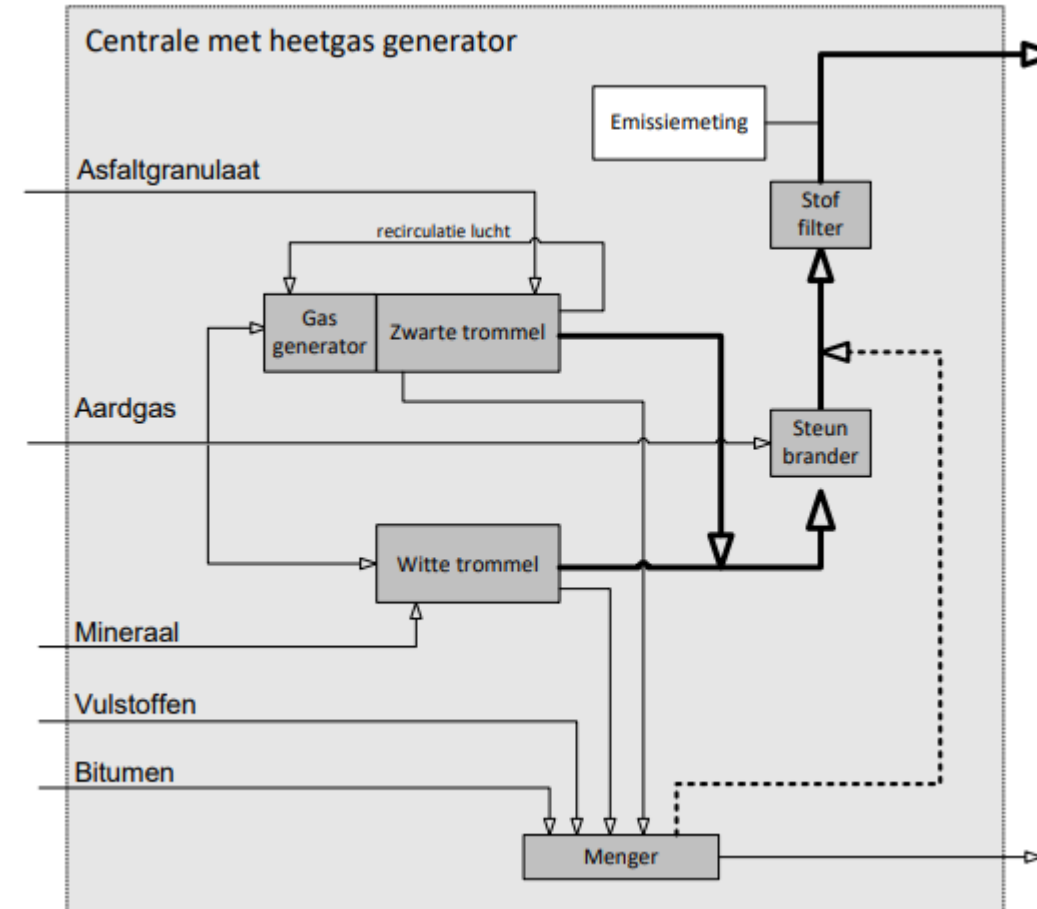 Centrale met heetgas generator
Emissiemeting
Asfaltgranulaat
Stof
filter
recirculatie lucht
Gas
generator
Zwarte trommel
Aardgas
Steun
brander
Witte trommel
Mineraal
Vulstoffen
Bitumen
Menger